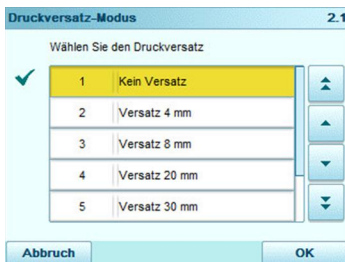 Druckversatz-Modus 2.1
Wählen Sie den Druckversatz
1 Kein Versatz
2 Versatz 4 mm
3 Versatz 8 mm
4 Versatz 20 mm
5 Versatz 30 mm
Abbruch OK